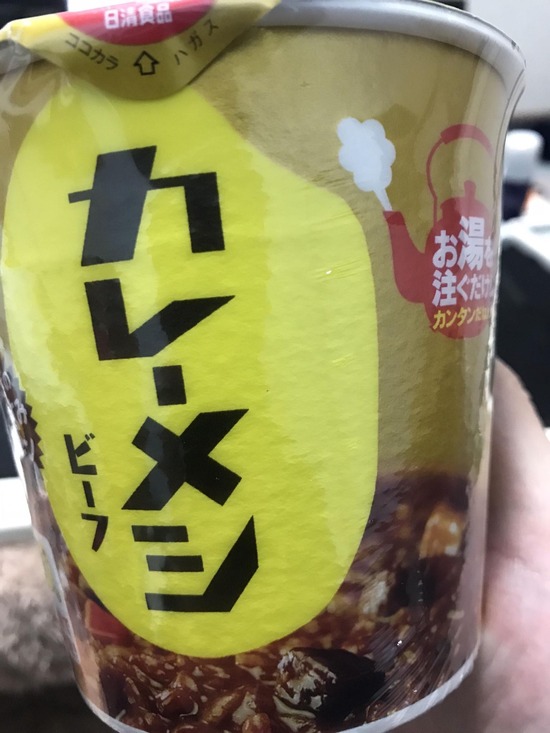 日清食品
ココカラ ハガス
カレーメシ
ビーフ
お湯を
注ぐだけ
カンタン